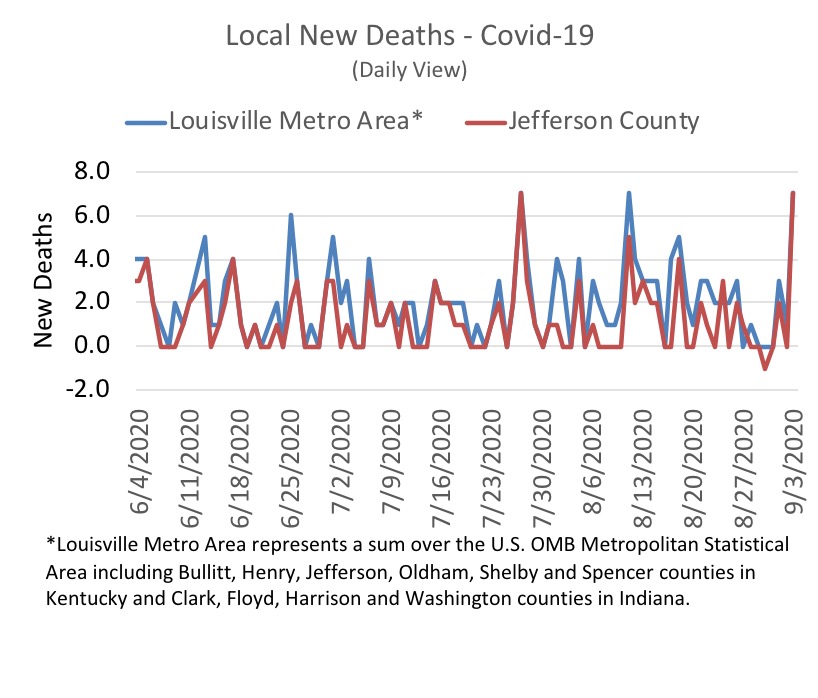 Local New Deaths - Covid-19
(Daily View)
Louisville Metro Area* Jefferson County
New Deaths
8.0
6.0
4.0
2.0
0.0
-2.0
6/4/2020
6/11/2020
6/18/2020
6/25/2020
7/2/2020
7/9/2020
7/16/2020
7/23/2020
7/30/2020
8/6/2020
8/13/2020
8/20/2020
8/27/2020
9/3/2020
*Louisville Metro Area represents a sum over the U.S. OMB Metropolitan Statistical
Area including Bullitt, Henry, Jefferson, Oldham, Shelby and Spencer counties in
Kentucky and Clark, Floyd, Harrison and Washington counties in Indiana.